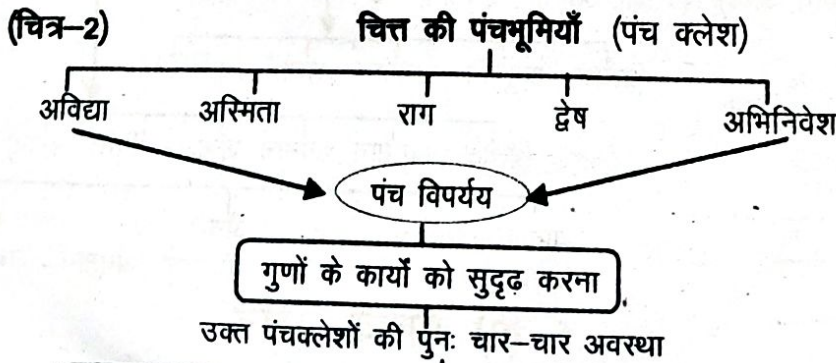 (चित्र–2) चित्त की पंचभूमियाँ (पंच क्लेश)
अविद्या अस्मिता राग द्वेष अभिनिवेश
पंच विपर्यय
गुणों के कार्यों को सुदृढ़ करना
उक्त पंचक्लेशों की पुनः चार–चार अवस्था